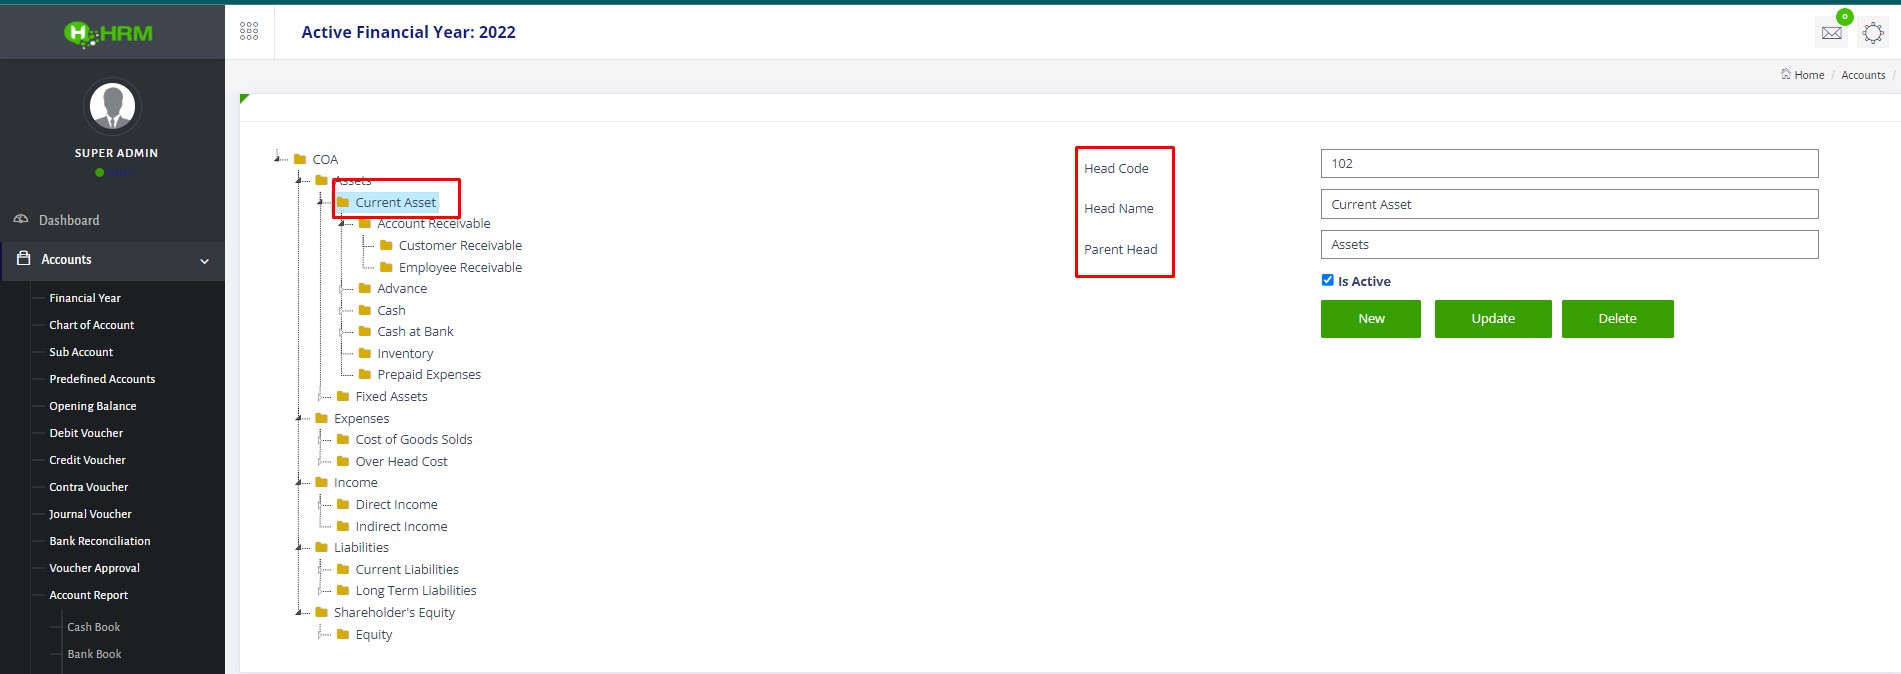 HRM
Active Financial Year: 2022
0
Home / Accounts /
SUPER ADMIN
Dashboard
Accounts
Financial Year
Chart of Account
Sub Account
Predefined Accounts
Opening Balance
Debit Voucher
Credit Voucher
Contra Voucher
Journal Voucher
Bank Reconciliation
Voucher Approval
Account Report
Cash Book
Bank Book
COA
Assets
Current Asset
Account Receivable
Customer Receivable
Employee Receivable
Advance
Cash
Cash at Bank
Inventory
Prepaid Expenses
Fixed Assets
Expenses
Cost of Goods Solds
Over Head Cost
Income
Direct Income
Indirect Income
Liabilities
Current Liabilities
Long Term Liabilities
Shareholder's Equity
Equity
Head Code 102
Head Name Current Asset
Parent Head Assets
Is Active
New Update Delete